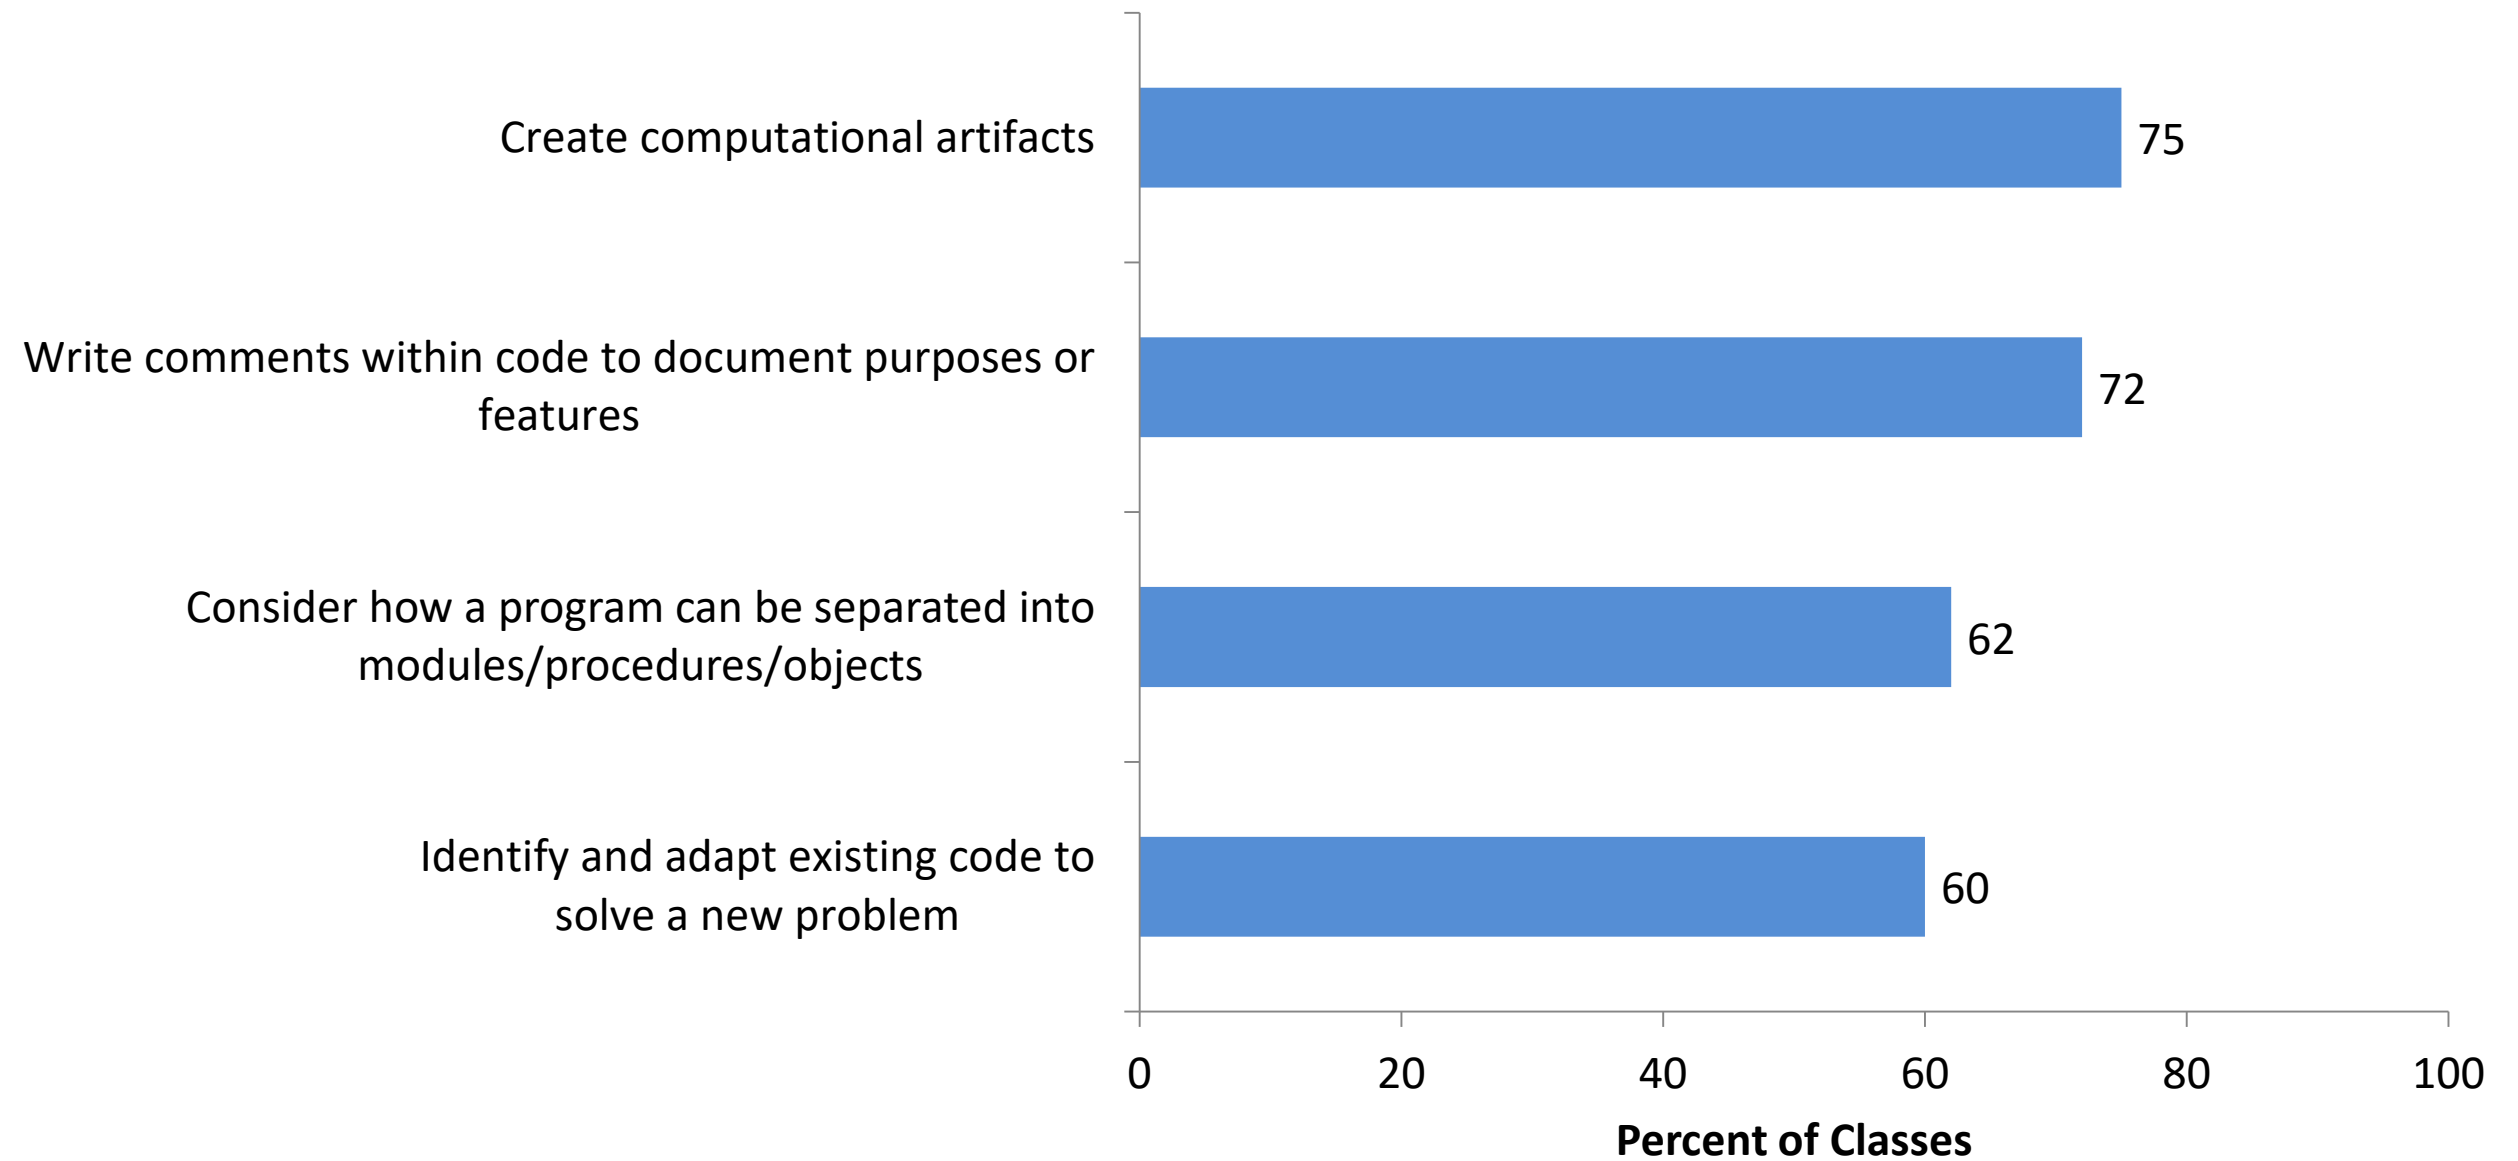 Create computational artifacts
75
Write comments within code to document purposes or
features
72
Consider how a program can be separated into
modules/procedures/objects
62
Identify and adapt existing code to
solve a new problem
60
0 20 40 60 80 100
Percent of Classes